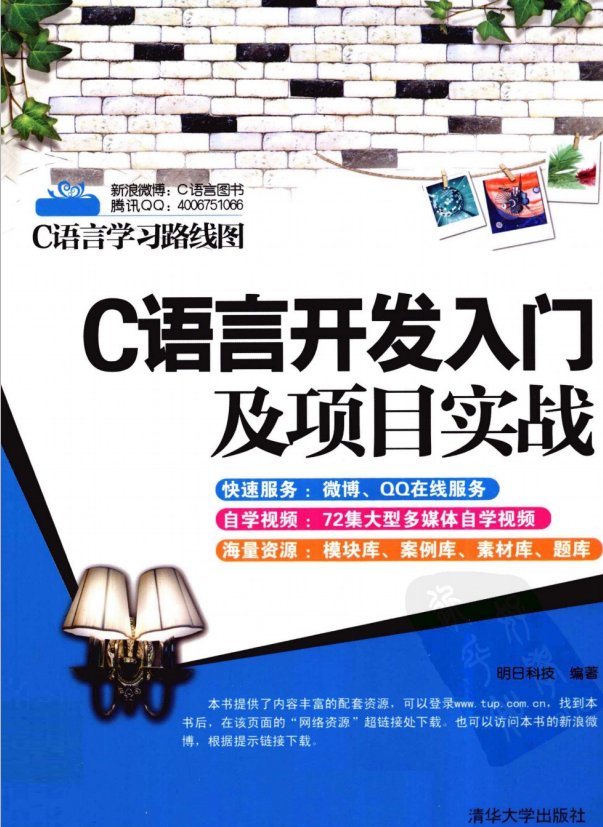 新浪微博：C语言图书
腾讯QQ：4006751066
C语言学习路线图
C语言开发入门
及项目实战
快速服务：微博、QQ在线服务
自学视频：72集大型多媒体自学视频
海量资源：模块库、案例库、素材库、题库
明日科技 编著
本书提供了内容丰富的配套资源，可以登录www.tup.com.cn，找到本
书后，在该页面的“网络资源”超链接处下载。也可以访问本书的新浪微
博，根据提示链接下载。
清华大学出版社